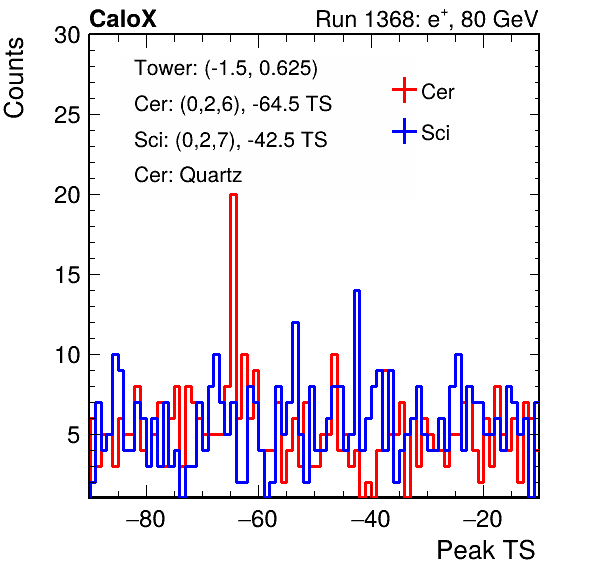 CaloX Run 1368: e⁺, 80 GeV
Counts
30
25
20
15
10
5
Tower: (-1.5, 0.625)
Cer: (0,2,6), -64.5 TS
Sci: (0,2,7), -42.5 TS
Cer: Quartz
Cer
Sci
−80 −60 −40 −20
Peak TS